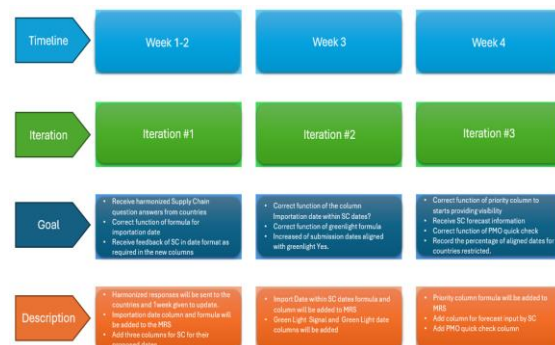 Timeline
Week 1-2
Week 3
Week 4
Iteration
Iteration #1
Iteration #2
Iteration #3
Goal
• Receive harmonized Supply Chain
question answers from countries
• Correct function of formula for
importation date
• Receive feedback of SC in date format as
required in the new columns
• Correct function of the column
Importation date within SC dates?
• Correct function of greenlight formula
• Increased of submission dates aligned
with greenlight Yes.
• Correct function of priority column to
starts providing visibility
• Receive SC forecast information
• Correct function of PMO quick check
• Record the percentage of aligned dates for
countries restricted.
Description
• Harmonized responses will be sent to the
countries and 1week given to update.
• Importation date column and formula will
be added to the MRS
• Add three columns for SC for their
proposed dates
• Import Date within SC dates formula and
column will be added to MRS
• Green Light Signal and Green Light date
columns will be added
• Priority column formula will be added to
MRS
• Add column for forecast input by SC
• Add PMO quick check column